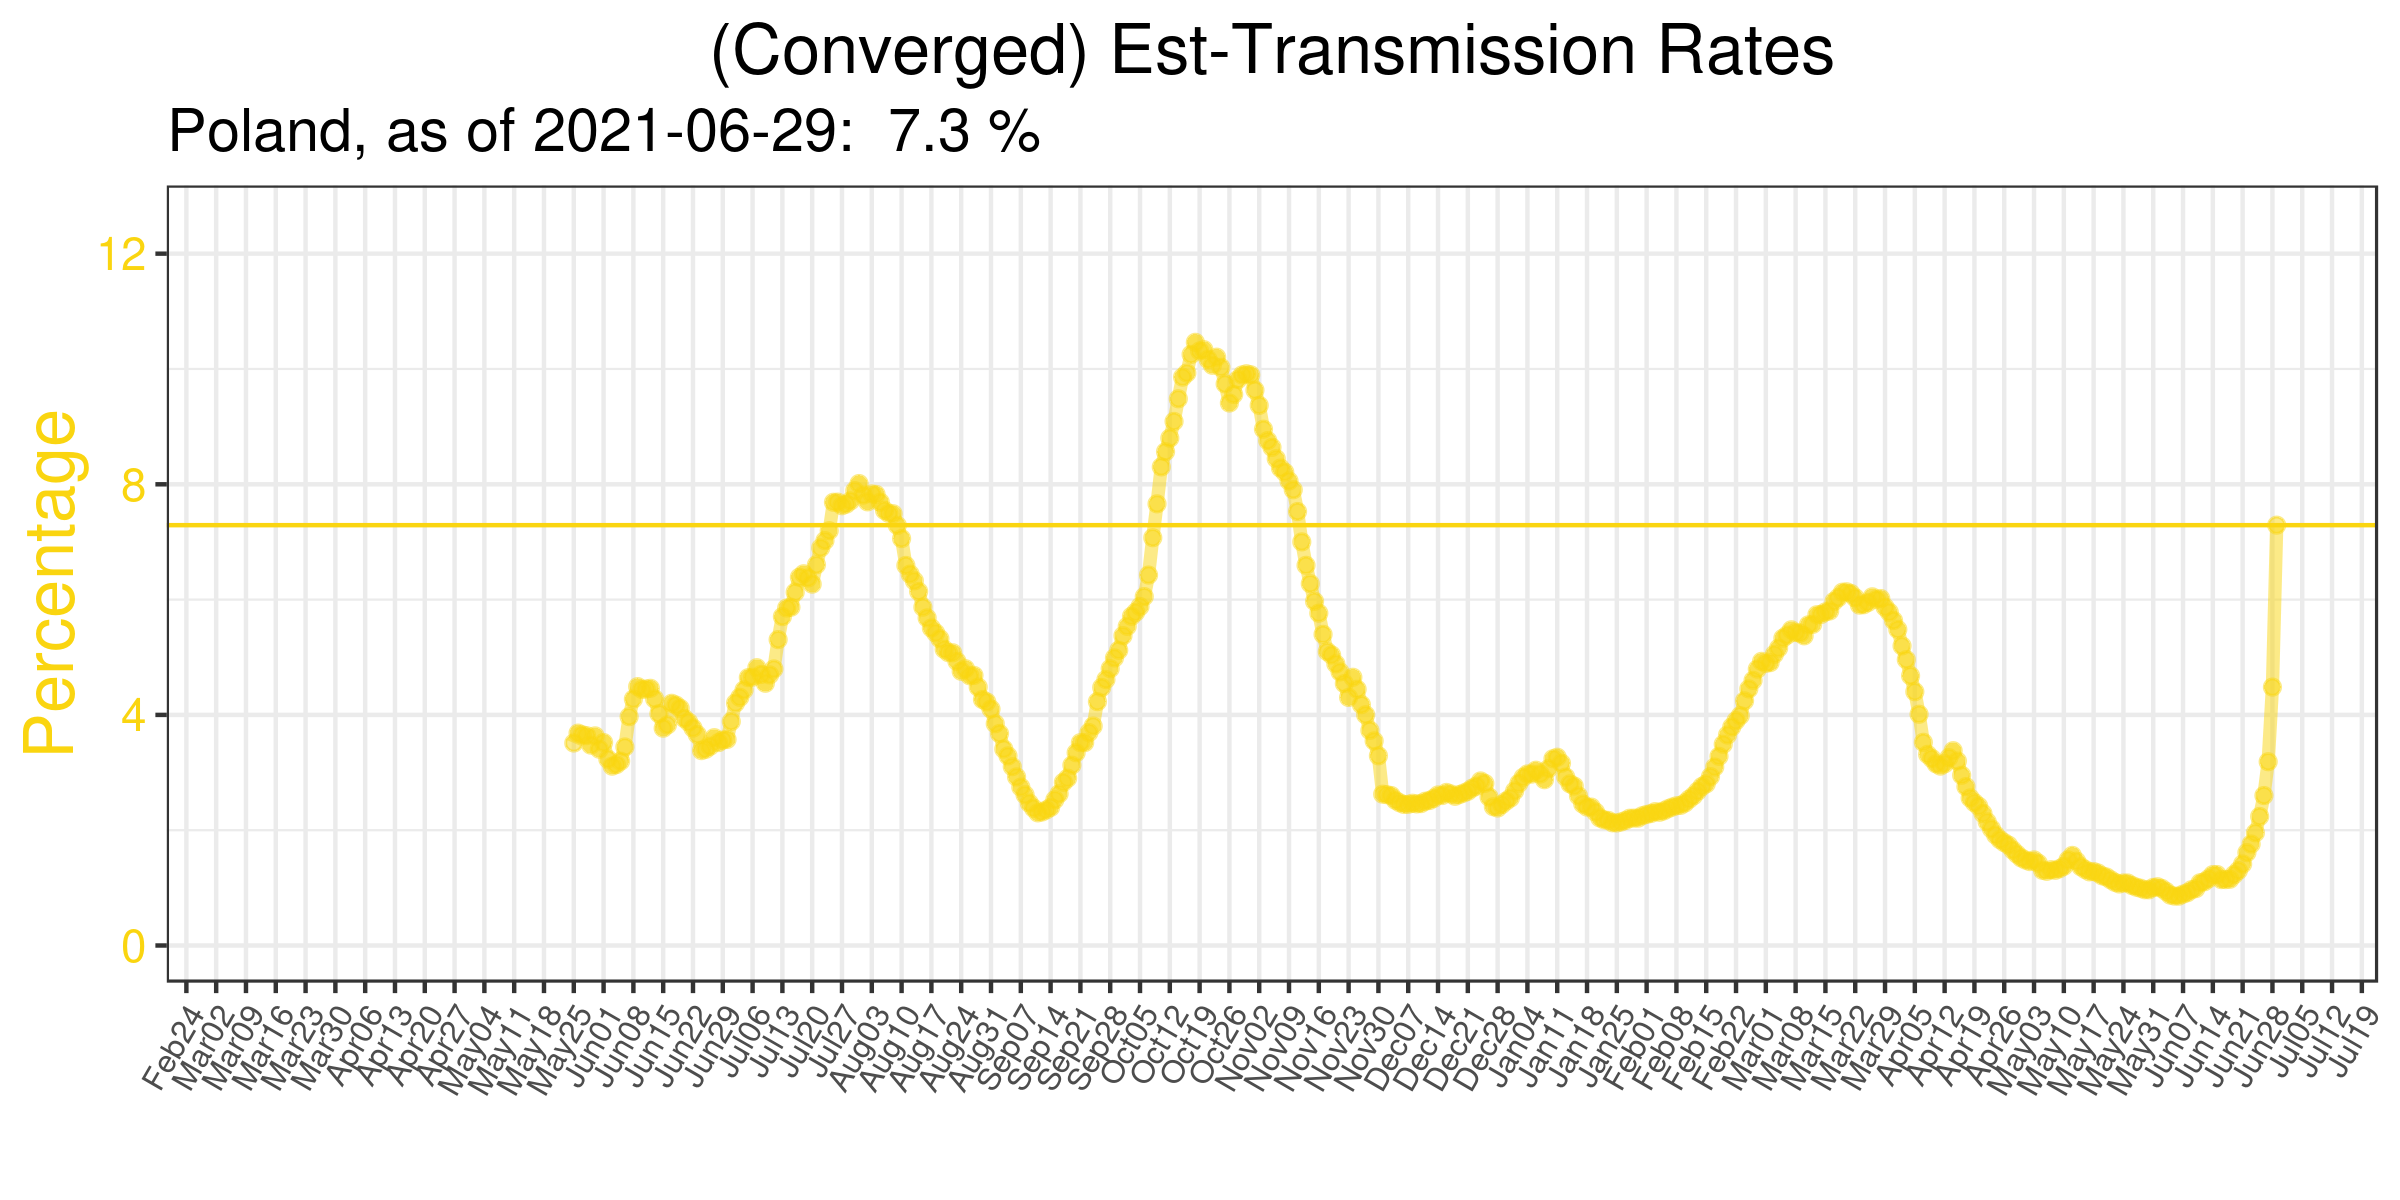 (Converged) Est-Transmission Rates
Poland, as of 2021-06-29:  7.3 %
Percentage
12
8
4
0
Feb24
Mar02
Mar09
Mar16
Mar23
Mar30
Apr06
Apr13
Apr20
Apr27
May04
May11
May18
May25
Jun01
Jun08
Jun15
Jun22
Jun29
Jul06
Jul13
Jul20
Jul27
Aug03
Aug10
Aug17
Aug24
Aug31
Sep07
Sep14
Sep21
Sep28
Oct05
Oct12
Oct19
Oct26
Nov02
Nov09
Nov16
Nov23
Nov30
Dec07
Dec14
Dec21
Dec28
Jan04
Jan11
Jan18
Jan25
Feb01
Feb08
Feb15
Feb22
Mar01
Mar08
Mar15
Mar22
Mar29
Apr05
Apr12
Apr19
Apr26
May03
May10
May17
May24
May31
Jun07
Jun14
Jun21
Jun28
Jul05
Jul12
Jul19